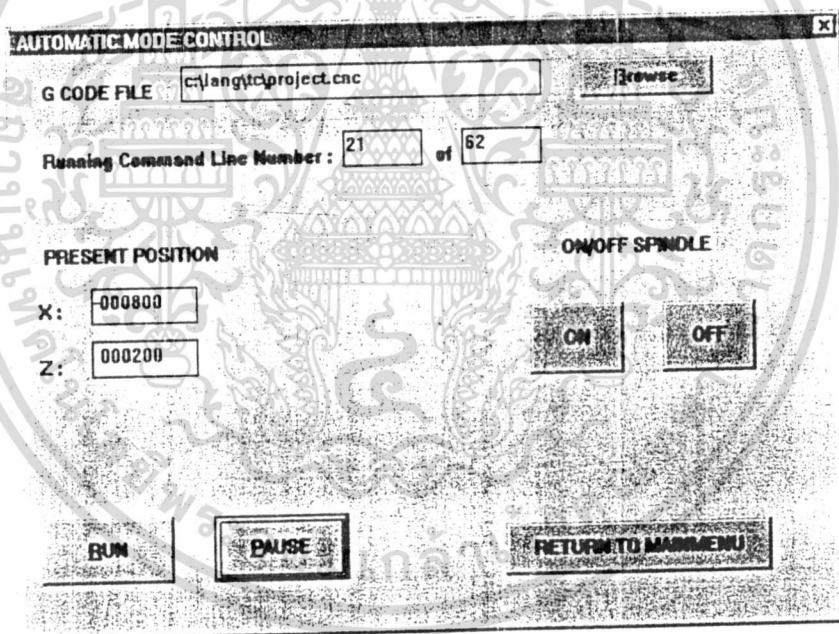 AUTOMATIC MODE CONTROL
G CODE FILE c:\lang\tc\project.cnc Browse
Running Command Line Number : 21 of 62
PRESENT POSITION ON/OFF SPINDLE
X: -000800
Z: 000200
ON OFF
RUN PAUSE RETURN TO MAINMENU